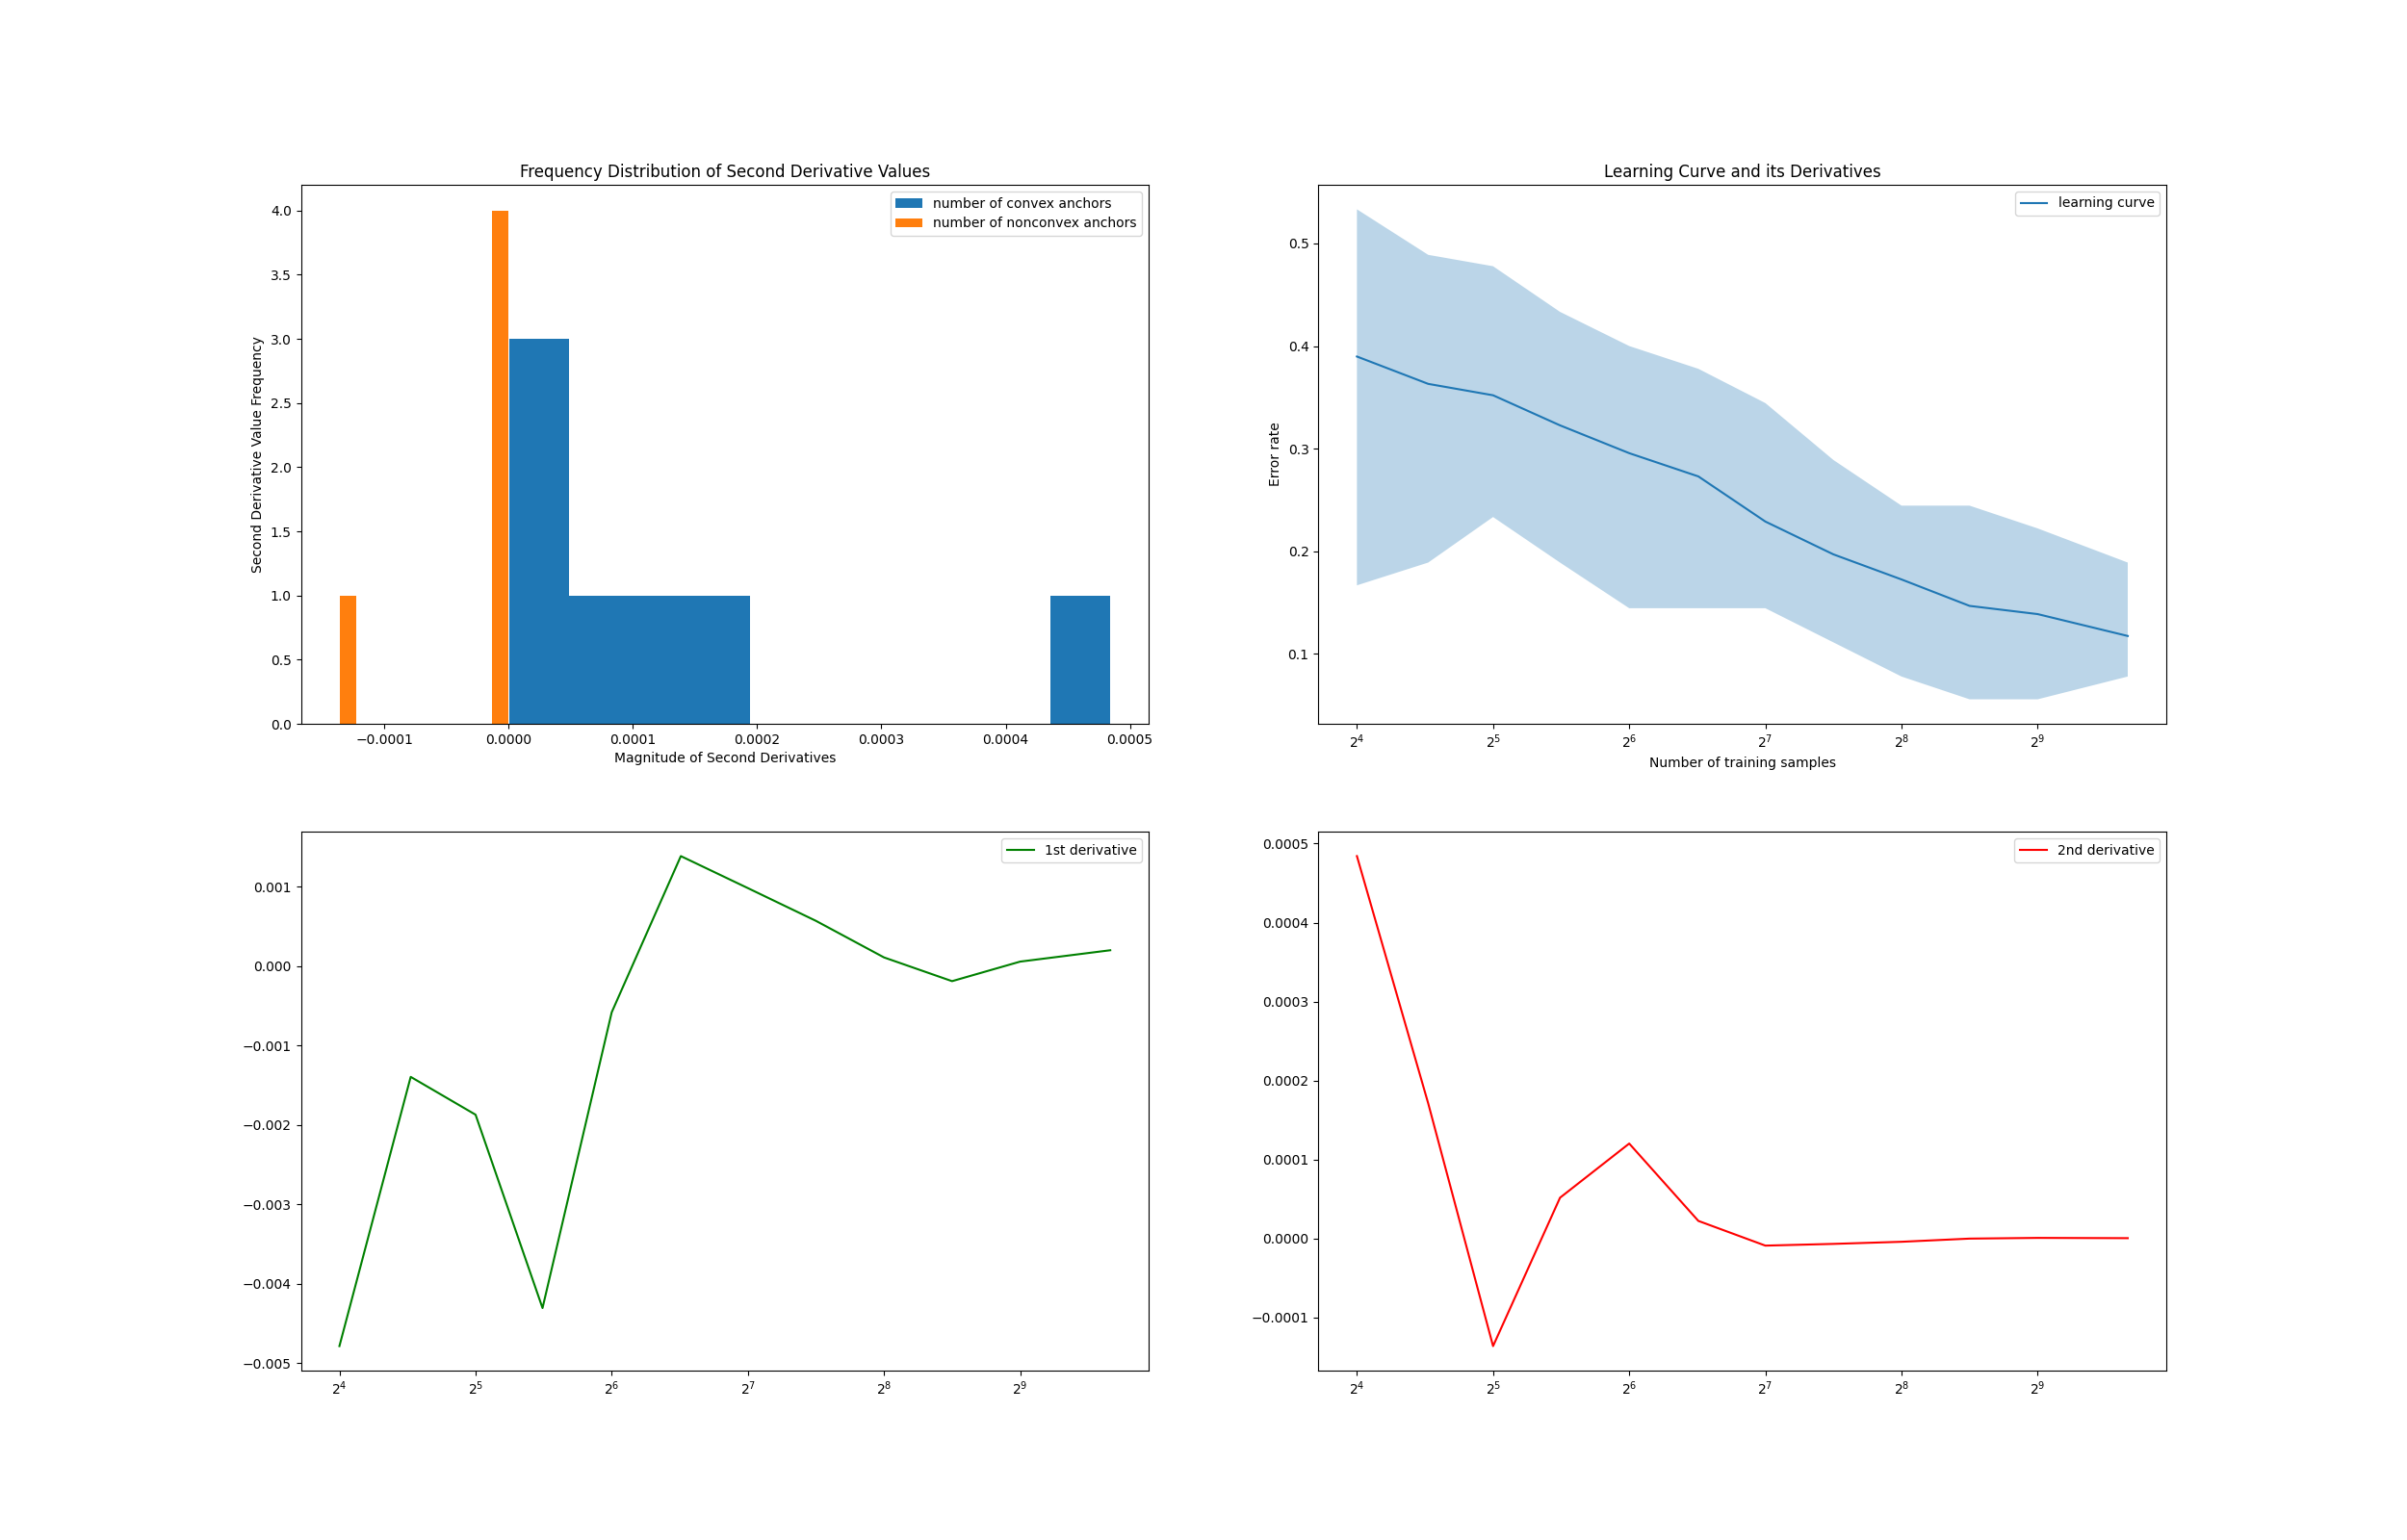 Frequency Distribution of Second Derivative Values
number of convex anchors
number of nonconvex anchors
Second Derivative Value Frequency
4.0
3.5
3.0
2.5
2.0
1.5
1.0
0.5
0.0
−0.0001 0.0000 0.0001 0.0002 0.0003 0.0004 0.0005
Magnitude of Second Derivatives
Learning Curve and its Derivatives
learning curve
Error rate
0.5
0.4
0.3
0.2
0.1
2⁴ 2⁵ 2⁶ 2⁷ 2⁸ 2⁹
Number of training samples
1st derivative
0.001
0.000
−0.001
−0.002
−0.003
−0.004
−0.005
2⁴ 2⁵ 2⁶ 2⁷ 2⁸ 2⁹
2nd derivative
0.0005
0.0004
0.0003
0.0002
0.0001
0.0000
−0.0001
2⁴ 2⁵ 2⁶ 2⁷ 2⁸ 2⁹